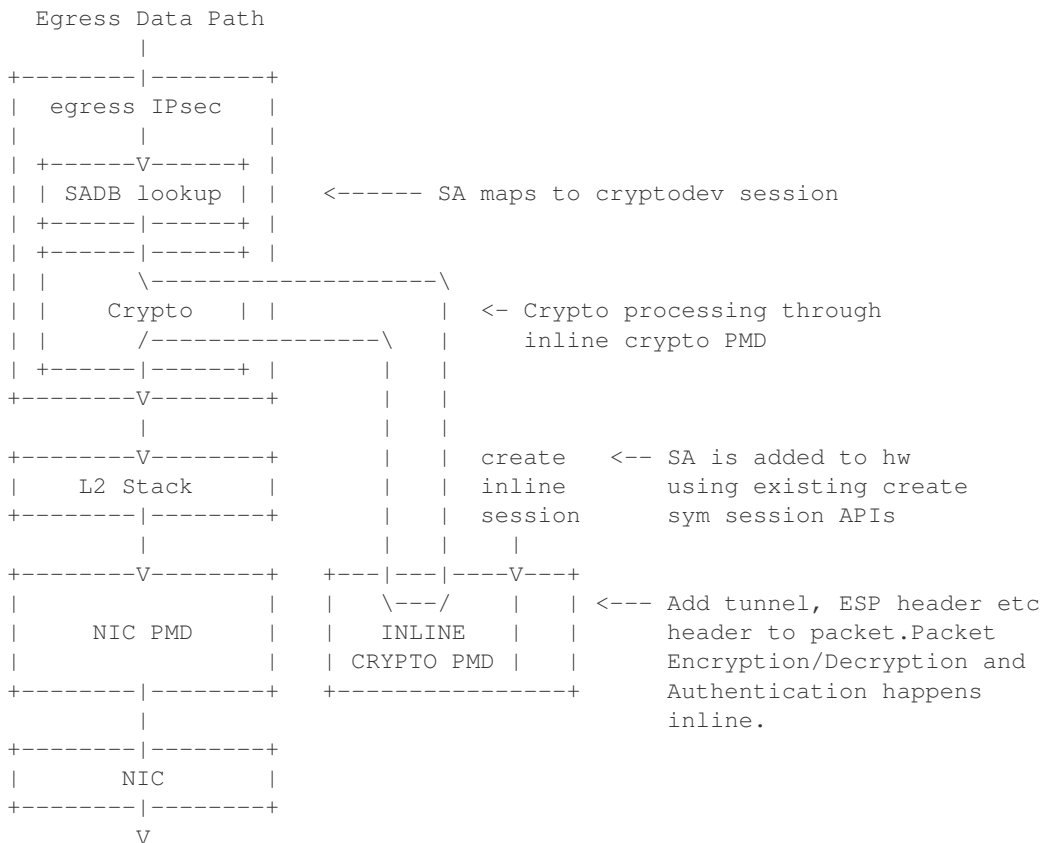 Egress Data Path
egress IPsec
SADB lookup <------ SA maps to cryptodev session
Crypto <- Crypto processing through
inline crypto PMD
create <-- SA is added to hw
L2 Stack inline using existing create
session sym session APIs
\---/ <--- Add tunnel, ESP header etc
NIC PMD INLINE header to packet.Packet
CRYPTO PMD Encryption/Decryption and
Authentication happens
inline.
NIC